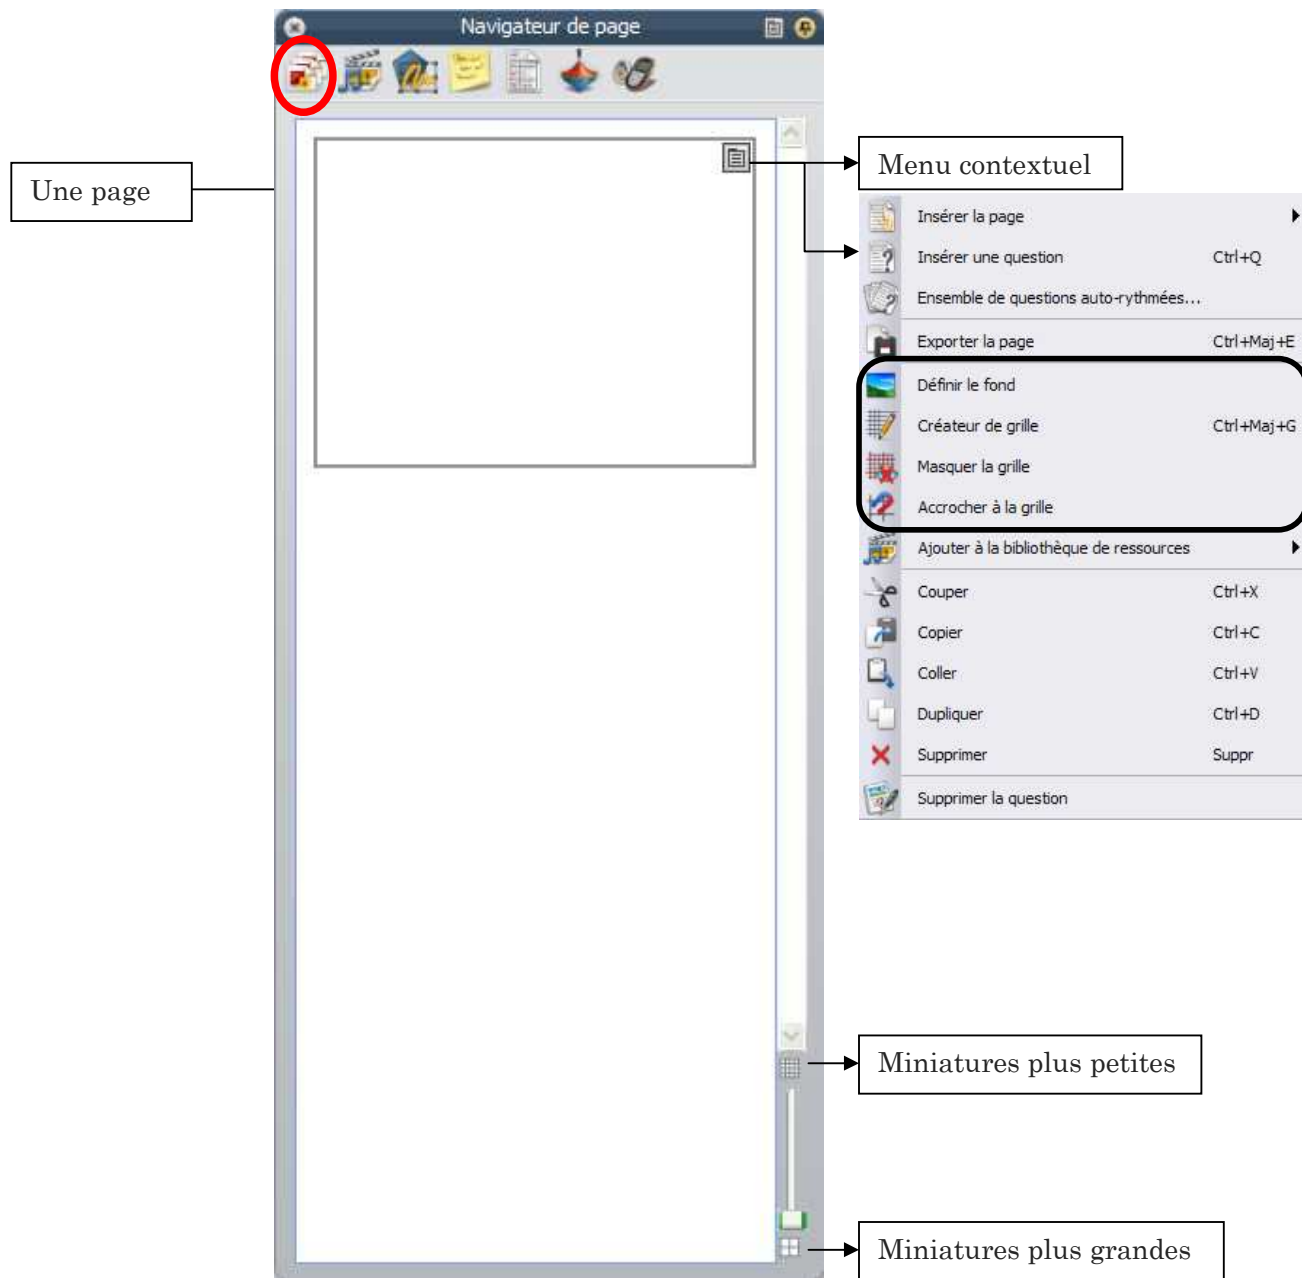 Navigateur de page
Une page
Menu contextuel
Insérer la page
Insérer une question Ctrl+Q
Ensemble de questions auto-rythmées...
Exporter la page Ctrl+Maj+E
Définir le fond
Créateur de grille Ctrl+Maj+G
Masquer la grille
Accrocher à la grille
Ajouter à la bibliothèque de ressources
Couper Ctrl+X
Copier Ctrl+C
Coller Ctrl+V
Dupliquer Ctrl+D
Supprimer Suppr
Supprimer la question
Miniatures plus petites
Miniatures plus grandes